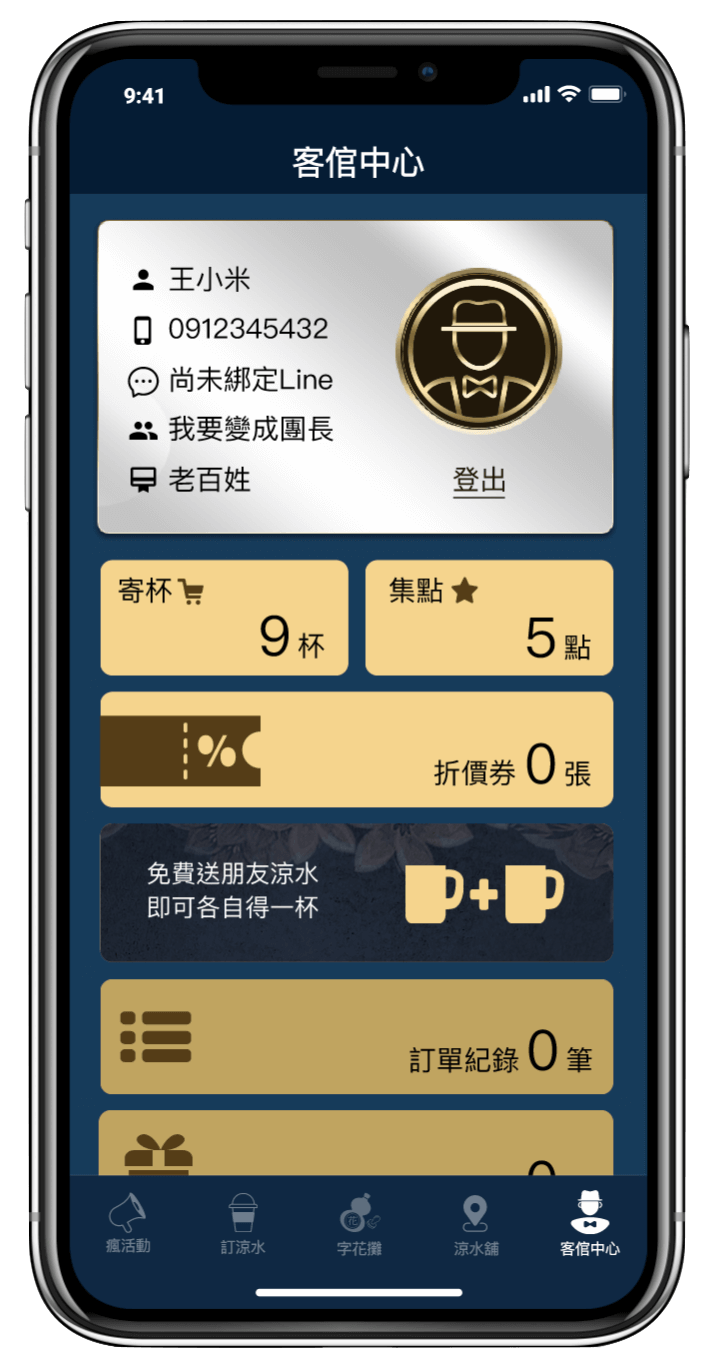 9:41
客倌中心
王小米
0912345432
尚未綁定Line
我要變成團長
老百姓
登出
寄杯
9 杯
集點
5 點
%
折價券 0 張
免費送朋友涼水
即可各自得一杯
訂單紀錄 0 筆
瘋活動
訂涼水
花
字花攤
涼水舖
客倌中心